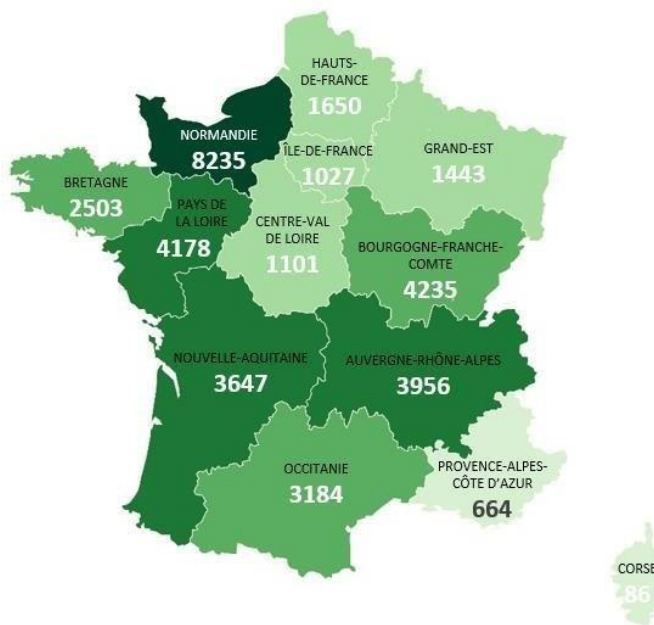 HAUTS-
DE-FRANCE
1650
NORMANDIE
8235
ÎLE-DE-FRANCE
1027
GRAND-EST
1443
BRETAGNE
2503
PAYS DE
LA LOIRE
4178
CENTRE-VAL
DE LOIRE
1101
BOURGOGNE-FRANCHE-
COMTE
4235
NOUVELLE-AQUITAINE
3647
AUVERGNE-RHÔNE-ALPES
3956
OCCITANIE
3184
PROVENCE-ALPES-
CÔTE D'AZUR
664
CORSE
86